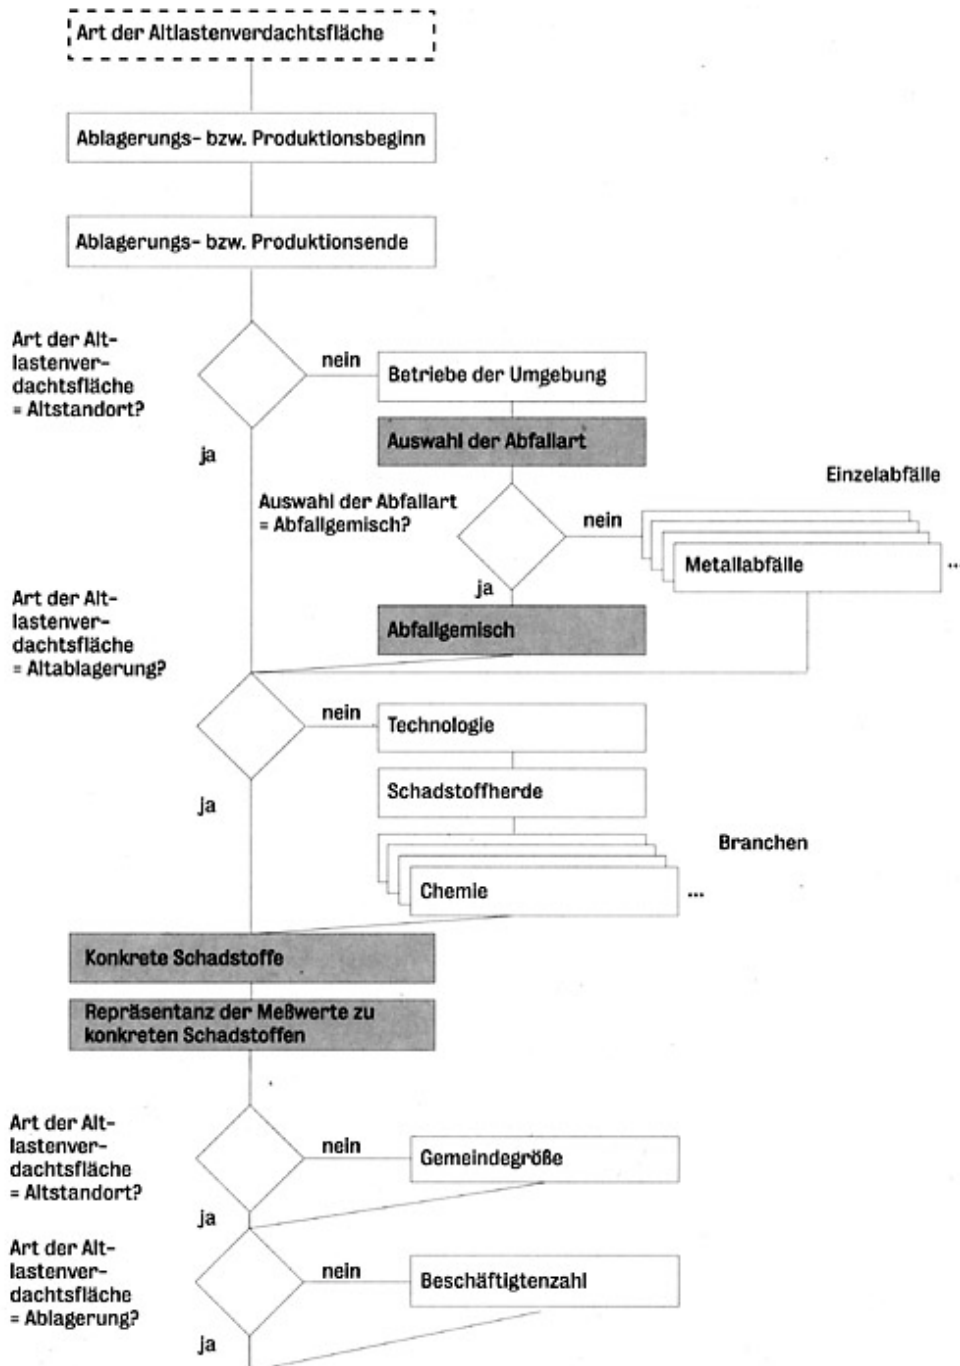 Art der Altlastenverdachtsfläche
Ablagerungs- bzw. Produktionsbeginn
Ablagerungs- bzw. Produktionsende
Art der Alt-
lastenver-
dachtsfläche
= Altstandort?
nein
Betriebe der Umgebung
ja
Auswahl der Abfallart
Einzelabfälle
Auswahl der Abfallart
= Abfallgemisch?
nein
Metallabfälle
...
ja
Abfallgemisch
Art der Alt-
lastenver-
dachtsfläche
= Altablagerung?
nein
Technologie
ja
Schadstoffherde
Branchen
Chemie
...
Konkrete Schadstoffe
Repräsentanz der Meßwerte zu
konkreten Schadstoffen
Art der Alt-
lastenver-
dachtsfläche
= Altstandort?
nein
Gemeindegröße
ja
Art der Alt-
lastenver-
dachtsfläche
= Ablagerung?
nein
Beschäftigtenzahl
ja